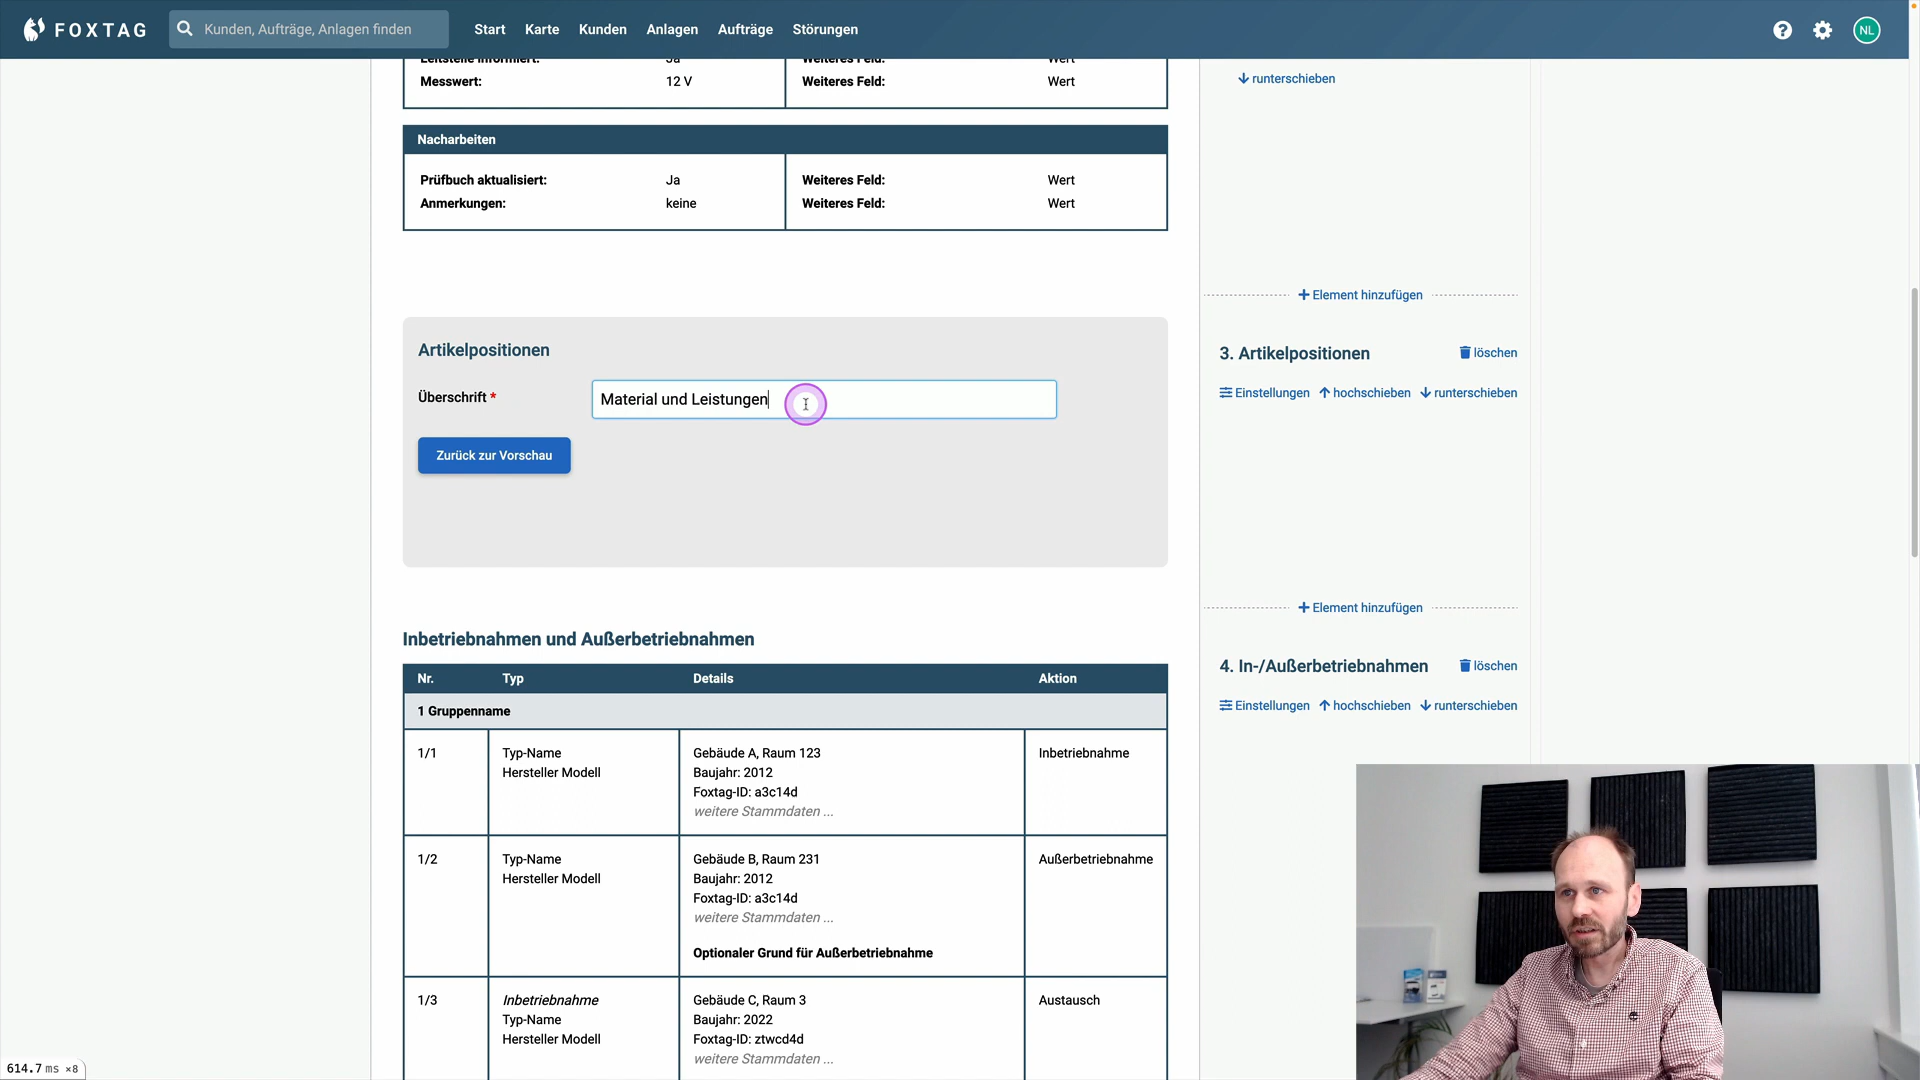 FOXTAG
Kunden, Aufträge, Anlagen finden
Start Karte Kunden Anlagen Aufträge Störungen
NL
Leitstelle informiert: Ja Weiteres Feld: Wert
Messwert: 12 V Weiteres Feld: Wert
runterschieben
Nacharbeiten
Prüfbuch aktualisiert: Ja Weiteres Feld: Wert
Anmerkungen: keine Weiteres Feld: Wert
Element hinzufügen
Artikelpositionen
Überschrift *
Material und Leistungen
Zurück zur Vorschau
3. Artikelpositionen löschen
Einstellungen hochschieben runterschieben
Element hinzufügen
Inbetriebnahmen und Außerbetriebnahmen
4. In-/Außerbetriebnahmen löschen
Einstellungen hochschieben runterschieben
Nr. Typ Details Aktion
1 Gruppenname
1/1 Typ-Name Gebäude A, Raum 123 Inbetriebnahme
Hersteller Modell Baujahr: 2012
Foxtag-ID: a3c14d
weitere Stammdaten ...
1/2 Typ-Name Gebäude B, Raum 231 Außerbetriebnahme
Hersteller Modell Baujahr: 2012
Foxtag-ID: a3c14d
weitere Stammdaten ...
Optionaler Grund für Außerbetriebnahme
1/3 Inbetriebnahme Gebäude C, Raum 3 Austausch
Typ-Name Baujahr: 2022
Hersteller Modell Foxtag-ID: ztwcd4d
weitere Stammdaten ...
614.7 ms ×8